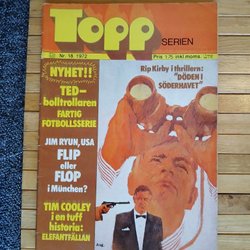 Topp
SERIEN
Nr. 18 1972
Pris 1:75 inkl moms
NYHET!!
Rip Kirby i thrillern:
"DÖDEN I
SÖDERHAVET"
TED-
bolltrollaren
FARTIG
FOTBOLLSSERIE
JIM RYUN, USA
FLIP
eller
FLOP
i München?
TIM COOLEY
i en tuff
historia:
ELEFANTFÄLLAN